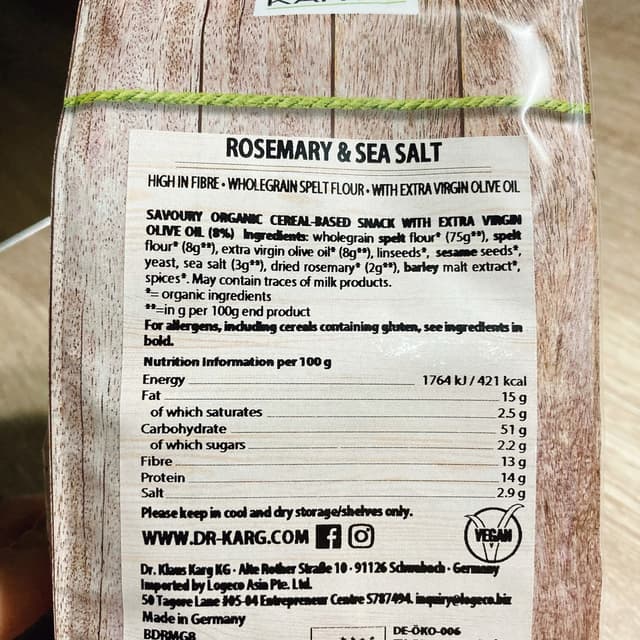 ROSEMARY & SEA SALT
HIGH IN FIBRE • WHOLEGRAIN SPELT FLOUR • WITH EXTRA VIRGIN OLIVE OIL
SAVOURY ORGANIC CEREAL-BASED SNACK WITH EXTRA VIRGIN
OLIVE OIL (8%) Ingredients: wholegrain spelt flour* (75g**), spelt
flour* (8g**), extra virgin olive oil* (8g**), linseeds*, sesame seeds*,
yeast, sea salt (3g**), dried rosemary* (2g**), barley malt extract*,
spices*. May contain traces of milk products.
*= organic ingredients
**=in g per 100g end product
For allergens, including cereals containing gluten, see ingredients in
bold.
Nutrition Information per 100 g
Energy 1764 kJ / 421 kcal
Fat 15 g
of which saturates 2.5 g
Carbohydrate 51 g
of which sugars 2.2 g
Fibre 13 g
Protein 14 g
Salt 2.9 g
Please keep in cool and dry storage/shelves only.
WWW.DR-KARG.COM
VEGAN
Dr. Klaus Karg KG • Alte Rother Straße 10 • 91126 Schwabach • Germany
Imported by Logeco Asia Pte. Ltd.
50 Tagore Lane #05-04 Entrepreneur Centre S787494. inquiry@logeco.biz
Made in Germany
BDRMGB
DE-ÖKO-006